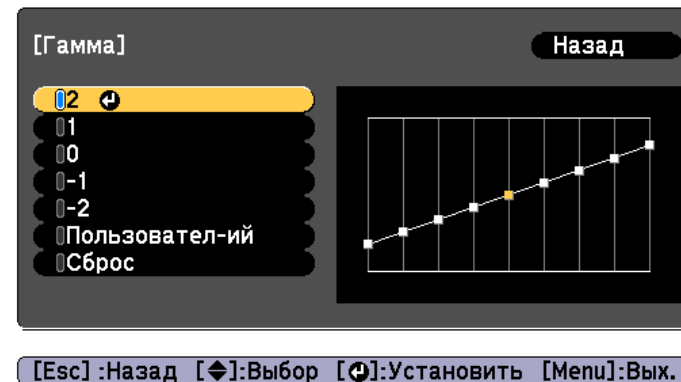 [Гамма]
Назад
2
1
0
-1
-2
Пользовател-ий
Сброс
[Esc] :Назад [◆]:Выбор [⏎]:Установить [Menu]:Вых.